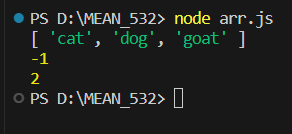 PS D:\MEAN_532> node arr.js
[ 'cat', 'dog', 'goat' ]
-1
2
PS D:\MEAN_532>